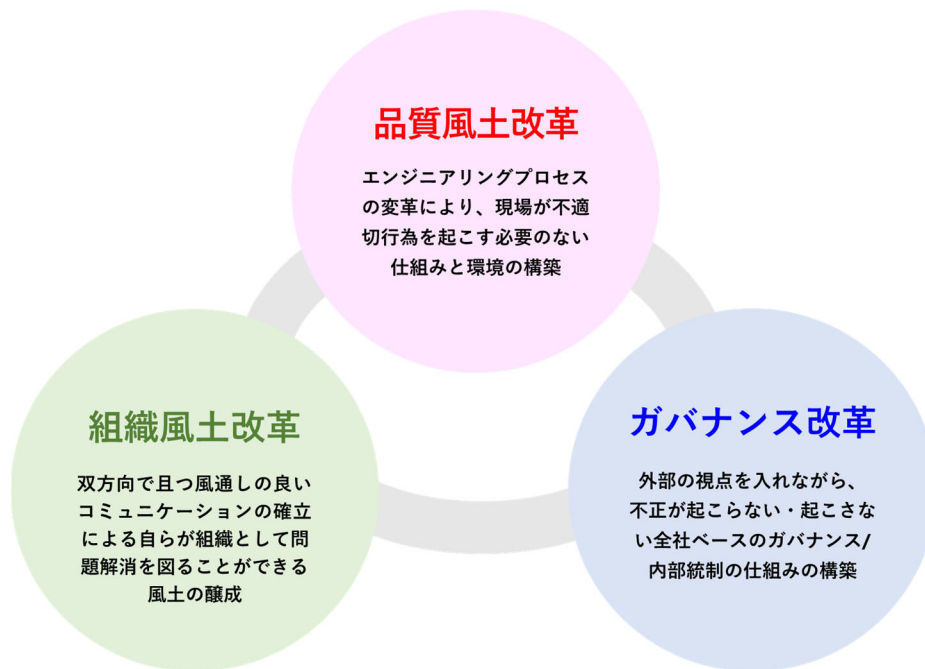 品質風土改革
エンジニアリングプロセス
の変革により、現場が不適
切行為を起こす必要のない
仕組みと環境の構築
組織風土改革
双方向で且つ風通しの良い
コミュニケーションの確立
による自らが組織として問
題解消を図ることができる
風土の醸成
ガバナンス改革
外部の視点を入れながら、
不正が起こらない・起こさな
い全社ベースのガバナンス/
内部統制の仕組みの構築